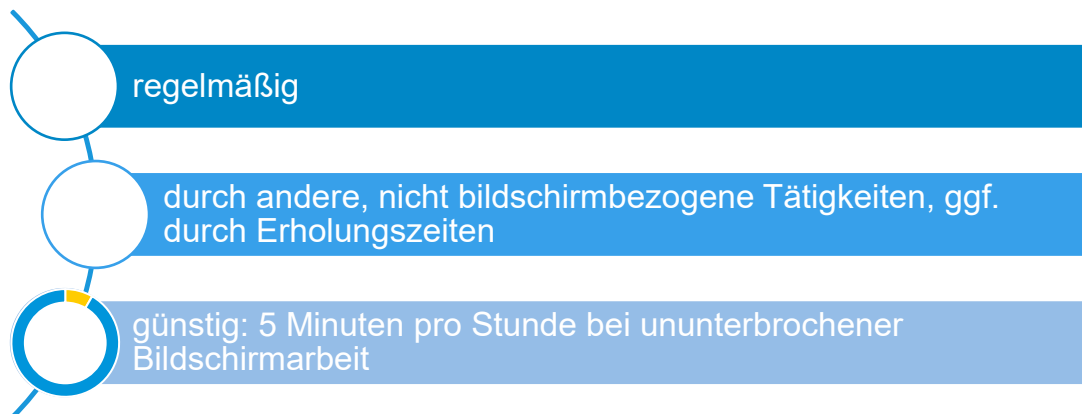 regelmäßig
durch andere, nicht bildschirmbezogene Tätigkeiten, ggf.
durch Erholungszeiten
günstig: 5 Minuten pro Stunde bei ununterbrochener
Bildschirmarbeit